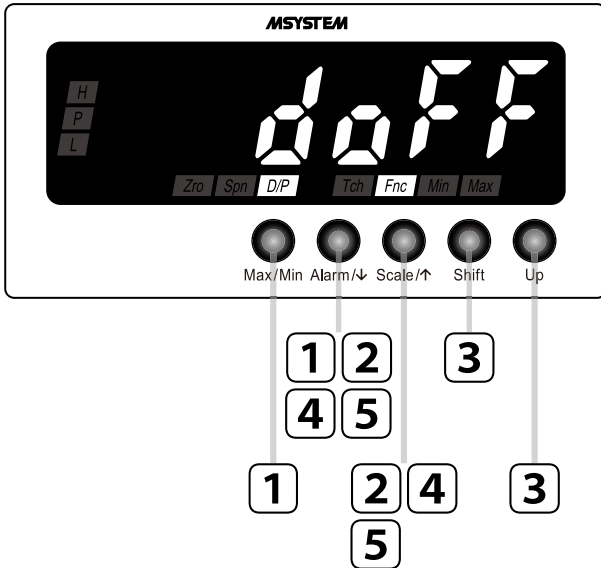 MSYSTEM
H
P
L
doFF
Zro Spn D/P Tch Fnc Min Max
Max/Min Alarm/↓ Scale/↑ Shift Up
1 2 3
4 5
1 2 4 3
5